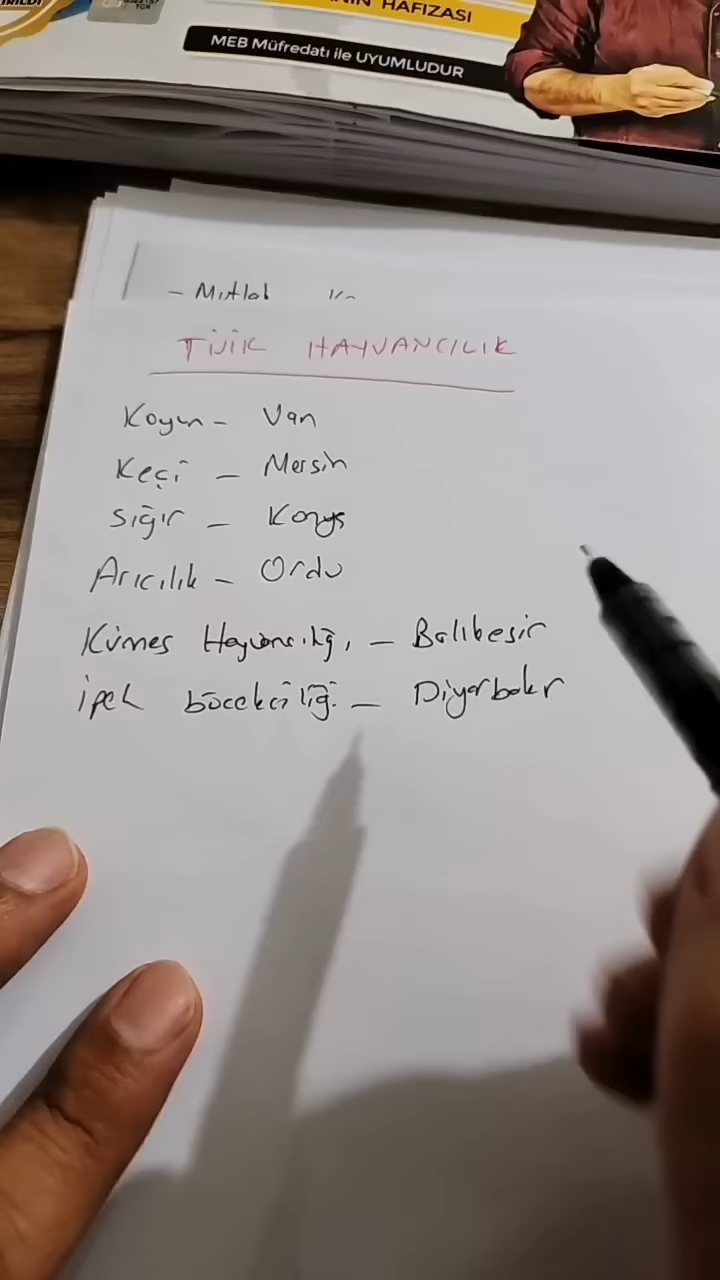 HAFIZASI
MEB Müfredatı ile UYUMLUDUR
- Mutlak
TÜİK HAYVANCILIK
Koyun - Van
Keçi - Mersin
Sığır - Konya
Arıcılık - Ordu
Kümes Hayvancılığı - Balıkesir
İpek böcekçiliği - Diyarbakır